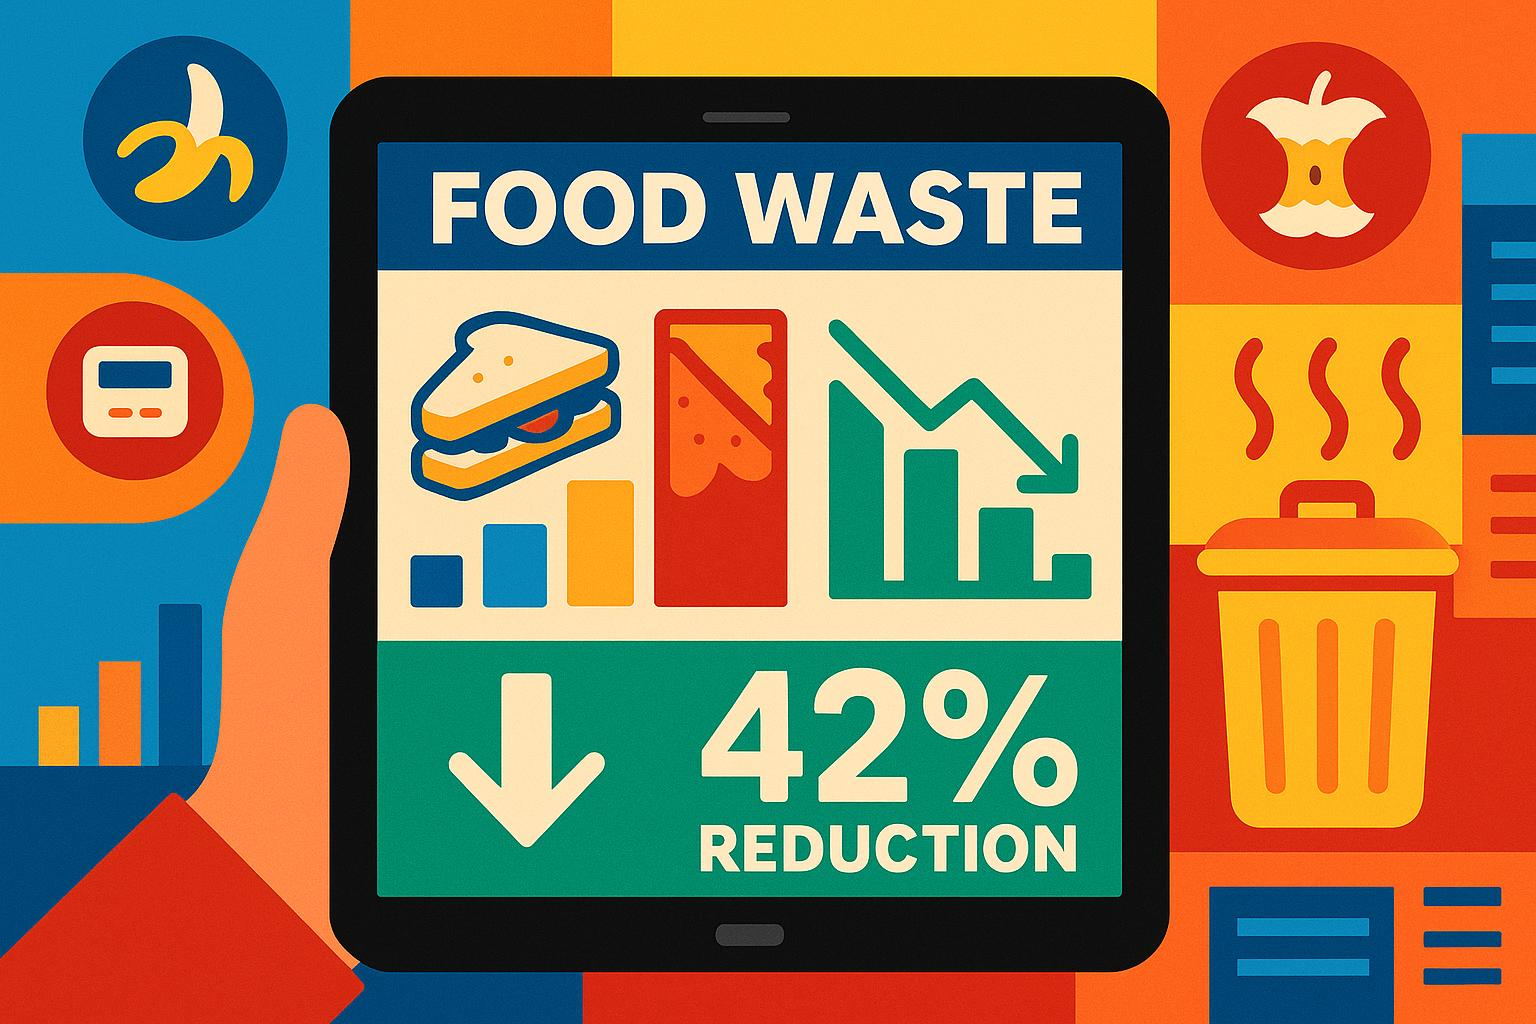 FOOD WASTE
42%
REDUCTION